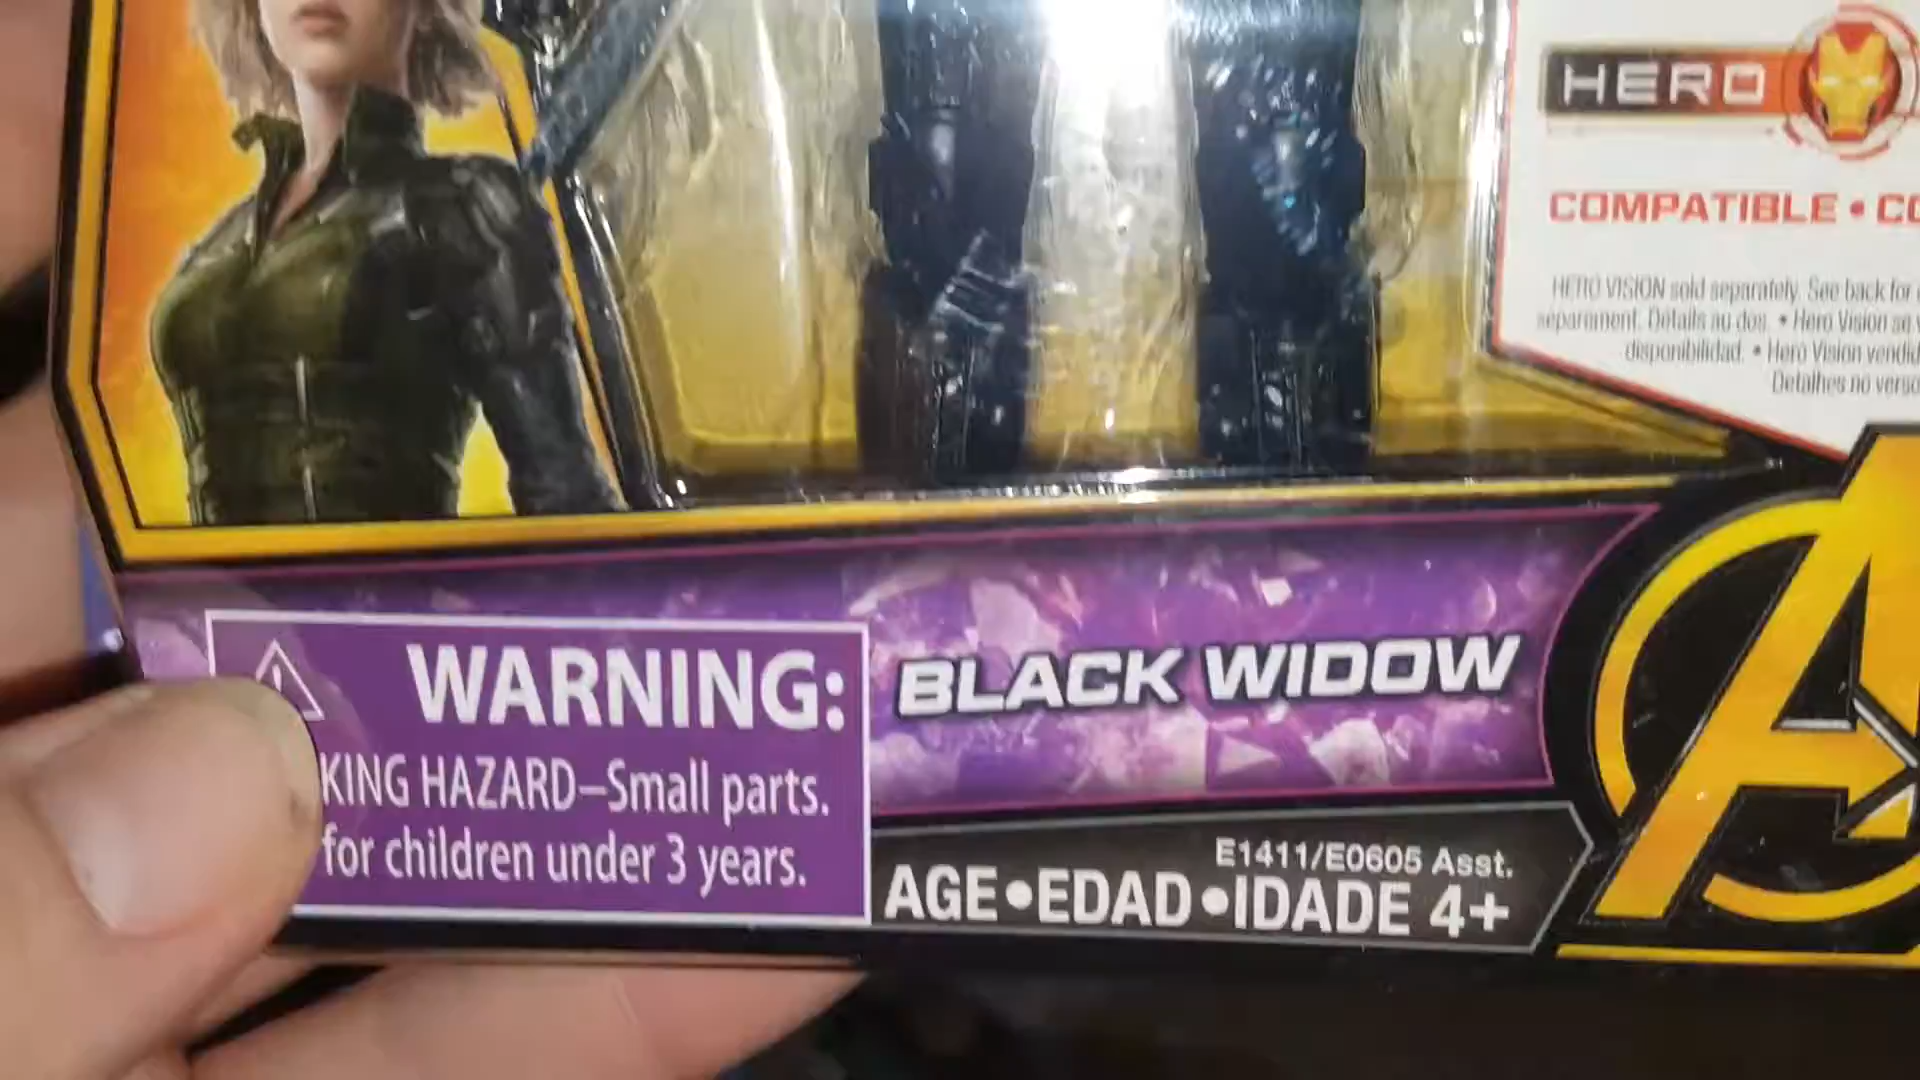 HERO
COMPATIBLE •
HERO VISION sold separately. See back for
séparément. Détails au dos. • Hero Vision se
disponibilidad. • Hero Vision
Detalhes no verso
WARNING:
KING HAZARD–Small parts.
for children under 3 years.
BLACK WIDOW
E1411/E0605 Asst.
AGE•EDAD•IDADE 4+